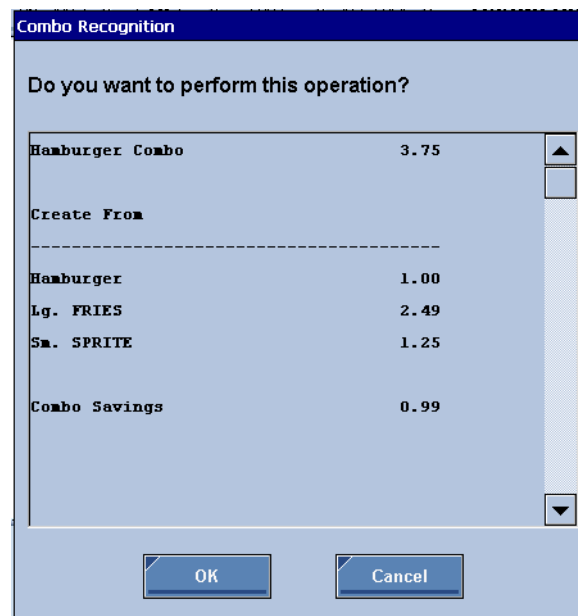 Combo Recognition
Do you want to perform this operation?
Hamburger Combo 3.75
Create From
----------------------------------------
Hamburger 1.00
Lg. FRIES 2.49
Sm. SPRITE 1.25
Combo Savings 0.99
OK Cancel